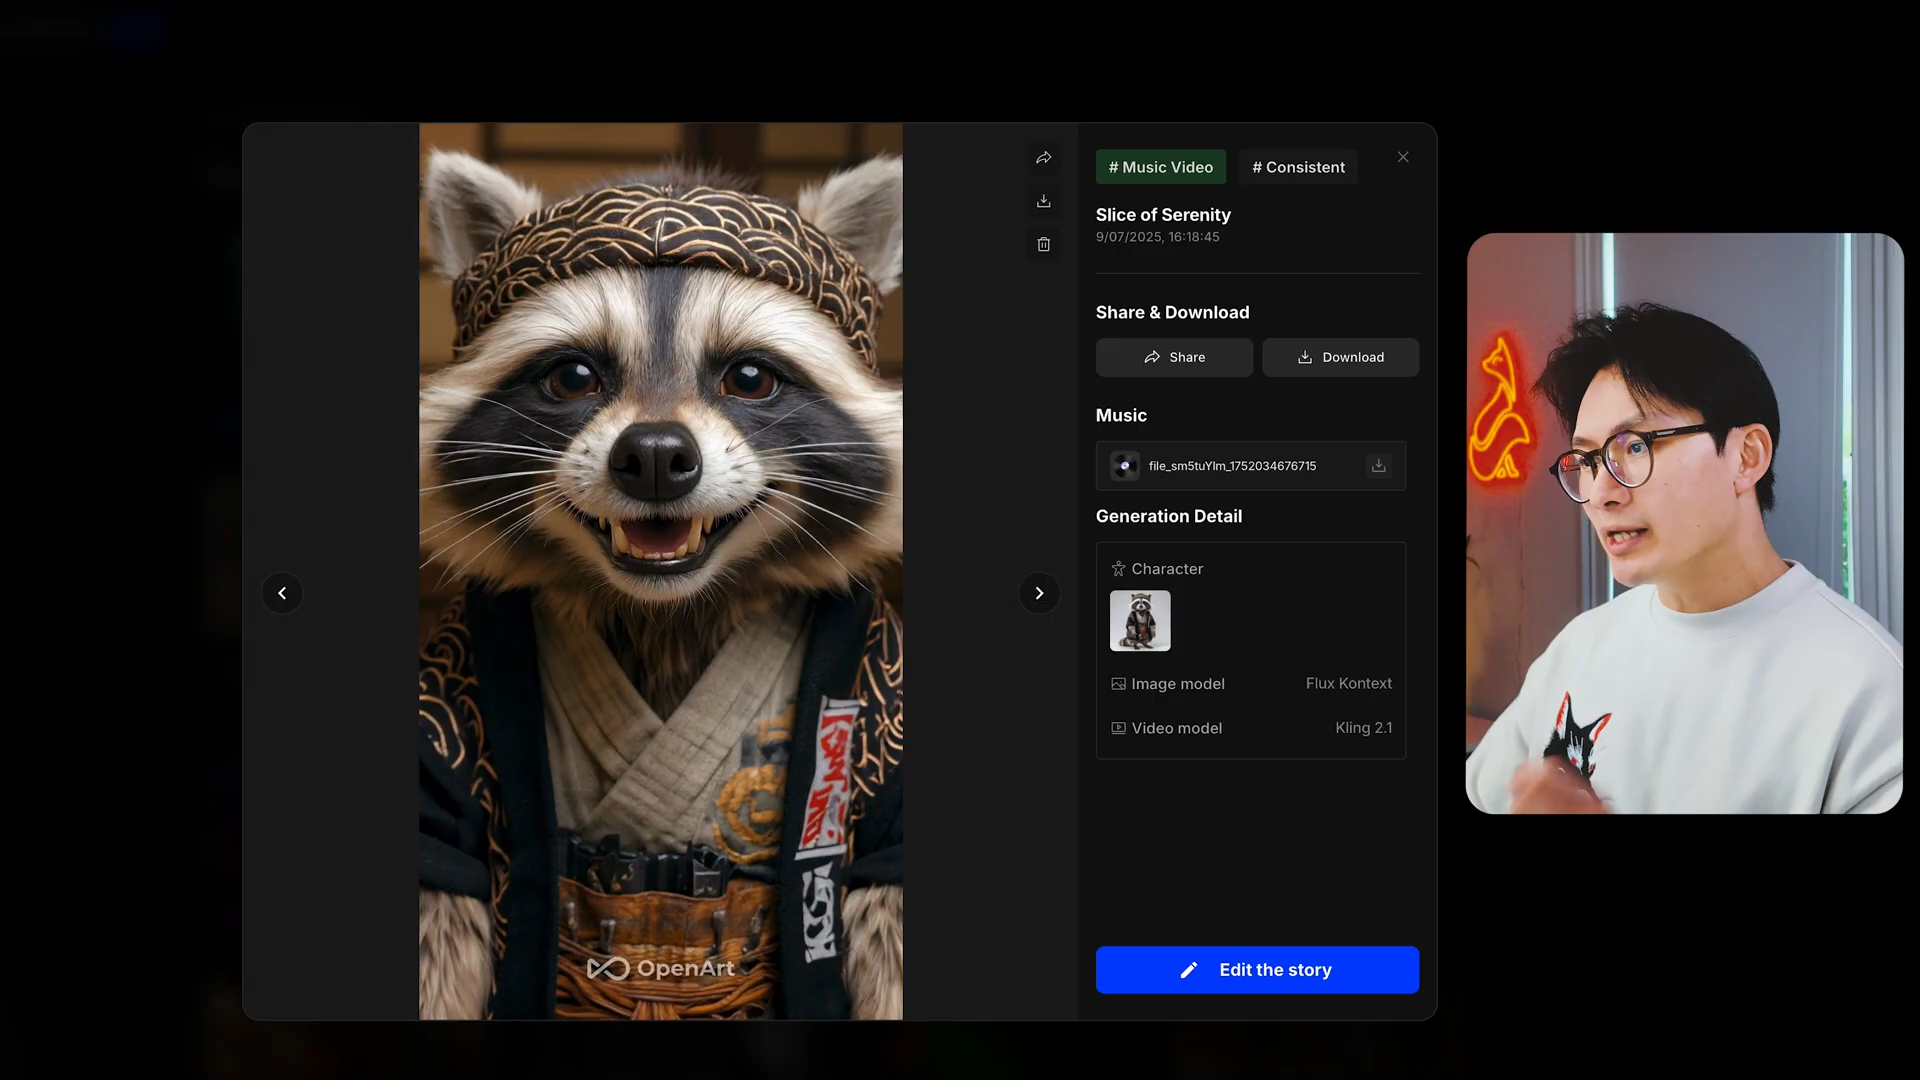 # Music Video
# Consistent
Slice of Serenity
9/07/2025, 16:18:45
Share & Download
Share
Download
Music
file_sm5tuYlm_1752034676715
Generation Detail
Character
Image model
Flux Kontext
Video model
Kling 2.1
Edit the story
OpenArt